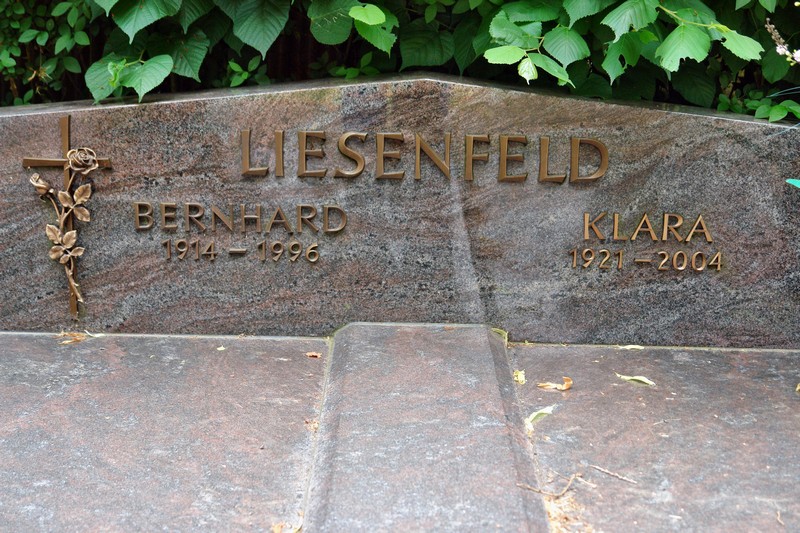 LIESENFELD
BERNHARD
1914 – 1996
KLARA
1921 – 2004